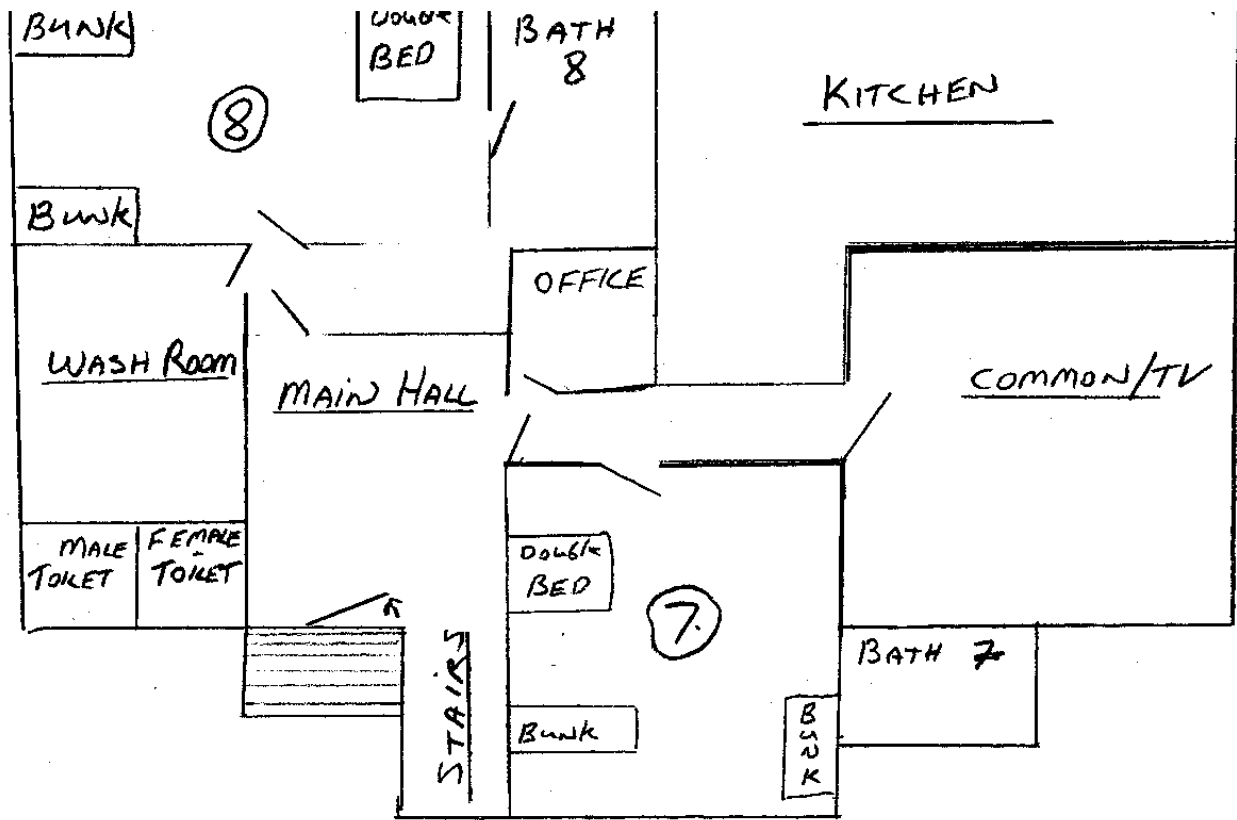 BUNK
Double
BED
BATH
8
KITCHEN
8
Bunk
OFFICE
WASH Room
MAIN HALL
COMMON/TV
MALE
TOILET
FEMALE
TOILET
Double
BED
7.
BATH 7
STAIRS
Bunk
BUNK